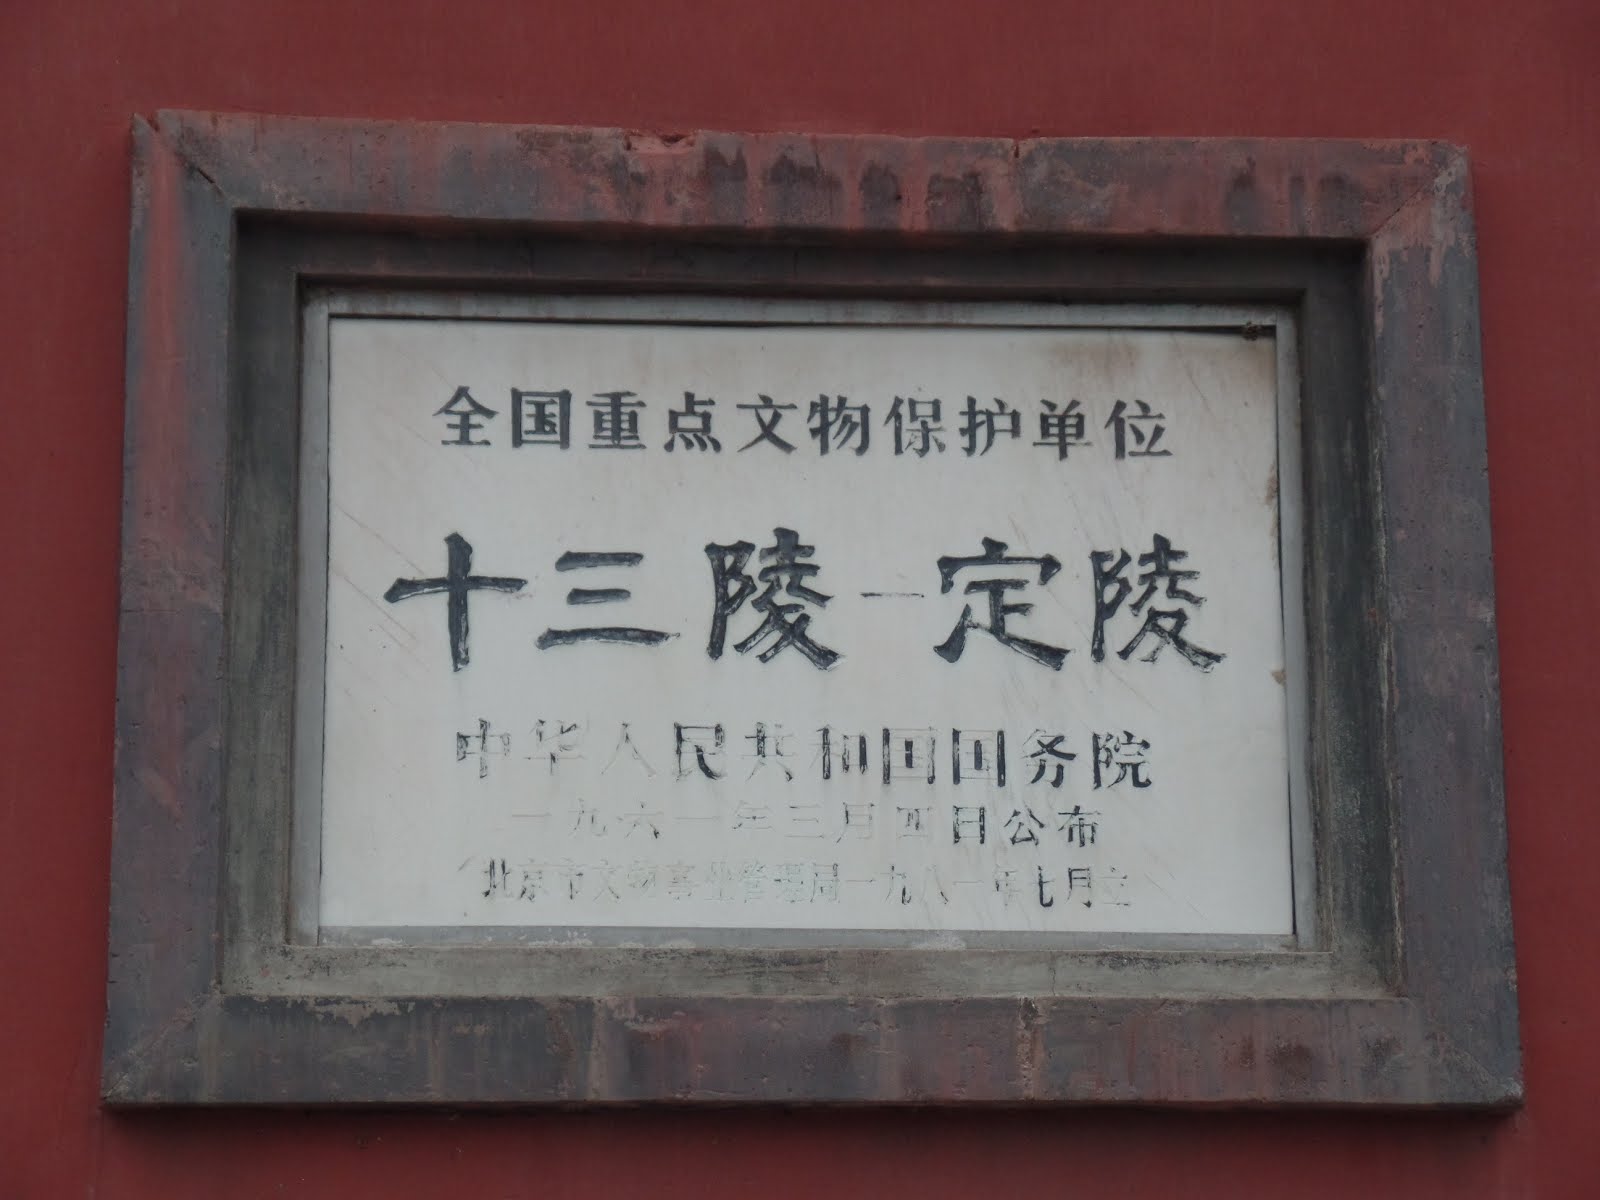 全国重点文物保护单位
十三陵—定陵
中华人民共和国国务院
一九六一年三月四日公布
北京市文物事业管理局一九八一年七月立